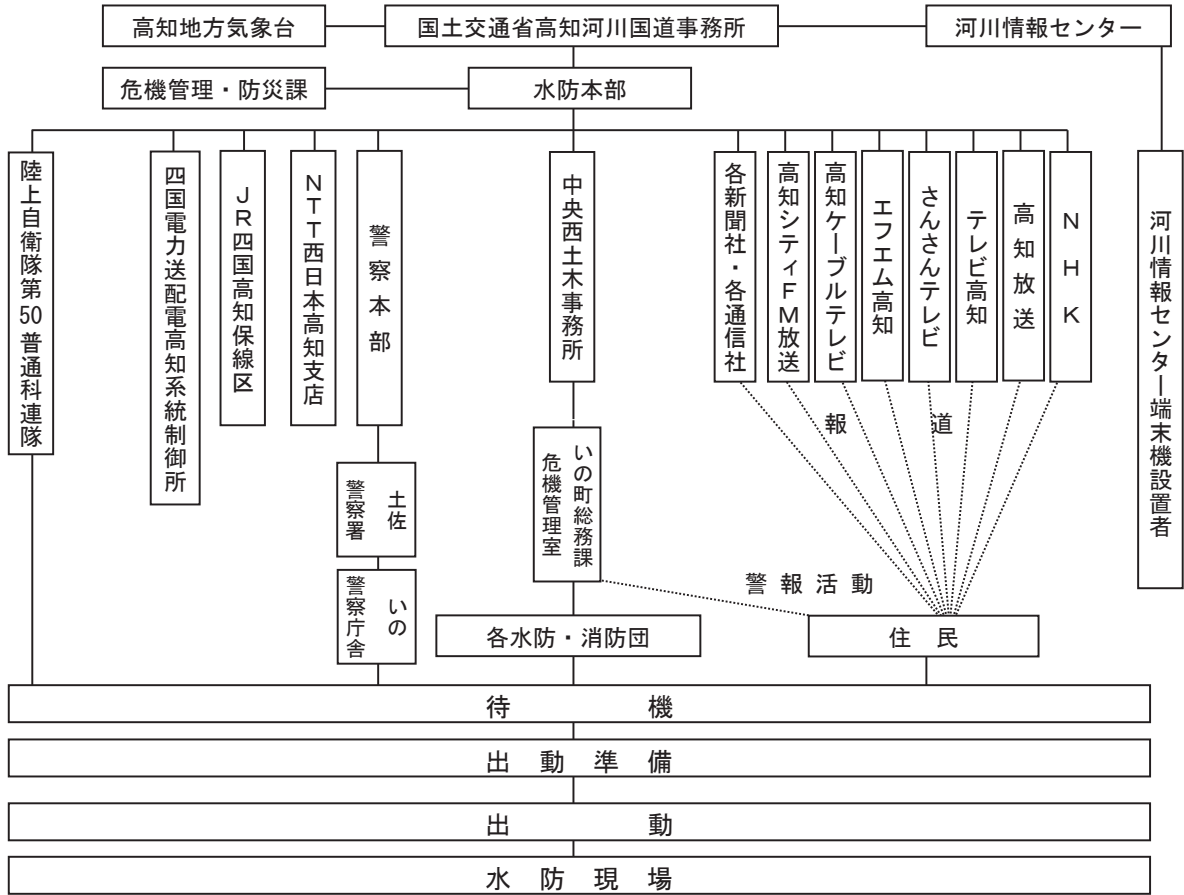 高知地方気象台
国土交通省高知河川国道事務所
河川情報センター
危機管理・防災課
水防本部
陸上自衛隊第50普通科連隊
四国電力送配電高知系統制御所
JR四国高知保線区
NTT西日本高知支店
警察本部
中央西土木事務所
各新聞社・各通信社
高知シティFM放送
高知ケーブルテレビ
エフエム高知
さんさんテレビ
テレビ高知
高知放送
NHK
河川情報センター端末機設置者
報道
土佐
警察署
いの町総務課
危機管理室
いの
警察庁舎
警報活動
各水防・消防団
住民
待機
出動準備
出動
水防現場